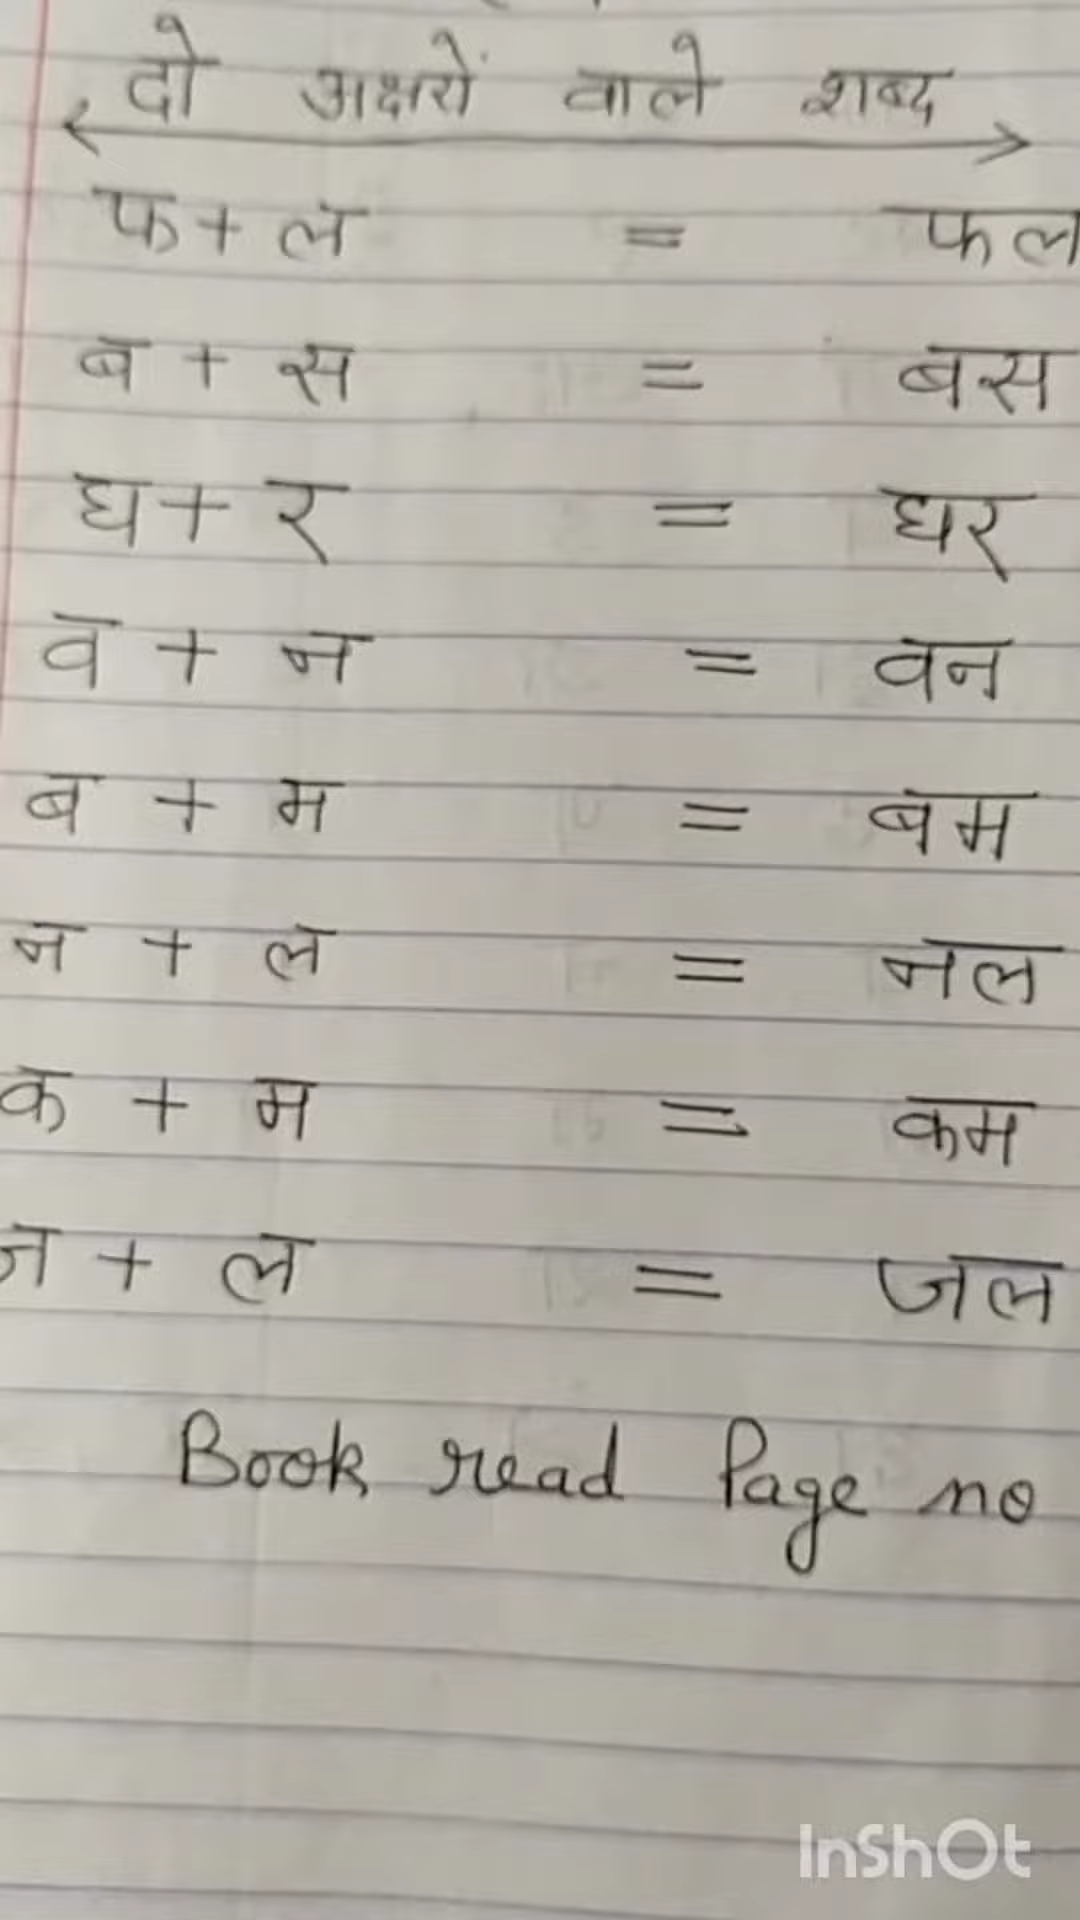 दो अक्षरों वाले शब्द
फ + ल = फल
ब + स = बस
घ + र = घर
व + न = वन
ब + म = बम
न + ल = नल
क + म = कम
ज + ल = जल
Book read Page no
InShOt